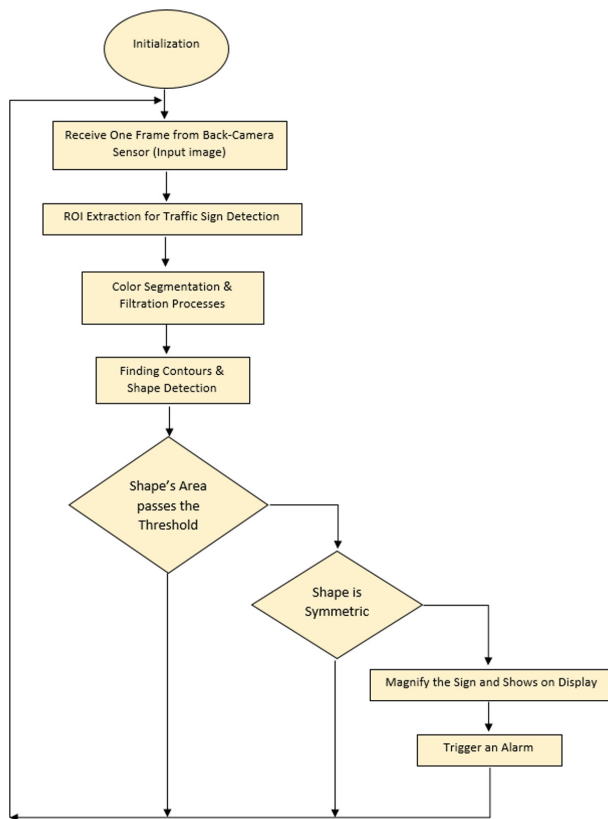 Initialization
Receive One Frame from Back-Camera
Sensor (Input image)
ROI Extraction for Traffic Sign Detection
Color Segmentation &
Filtration Processes
Finding Contours &
Shape Detection
Shape's Area
passes the
Threshold
Shape is
Symmetric
Magnify the Sign and Shows on Display
Trigger an Alarm